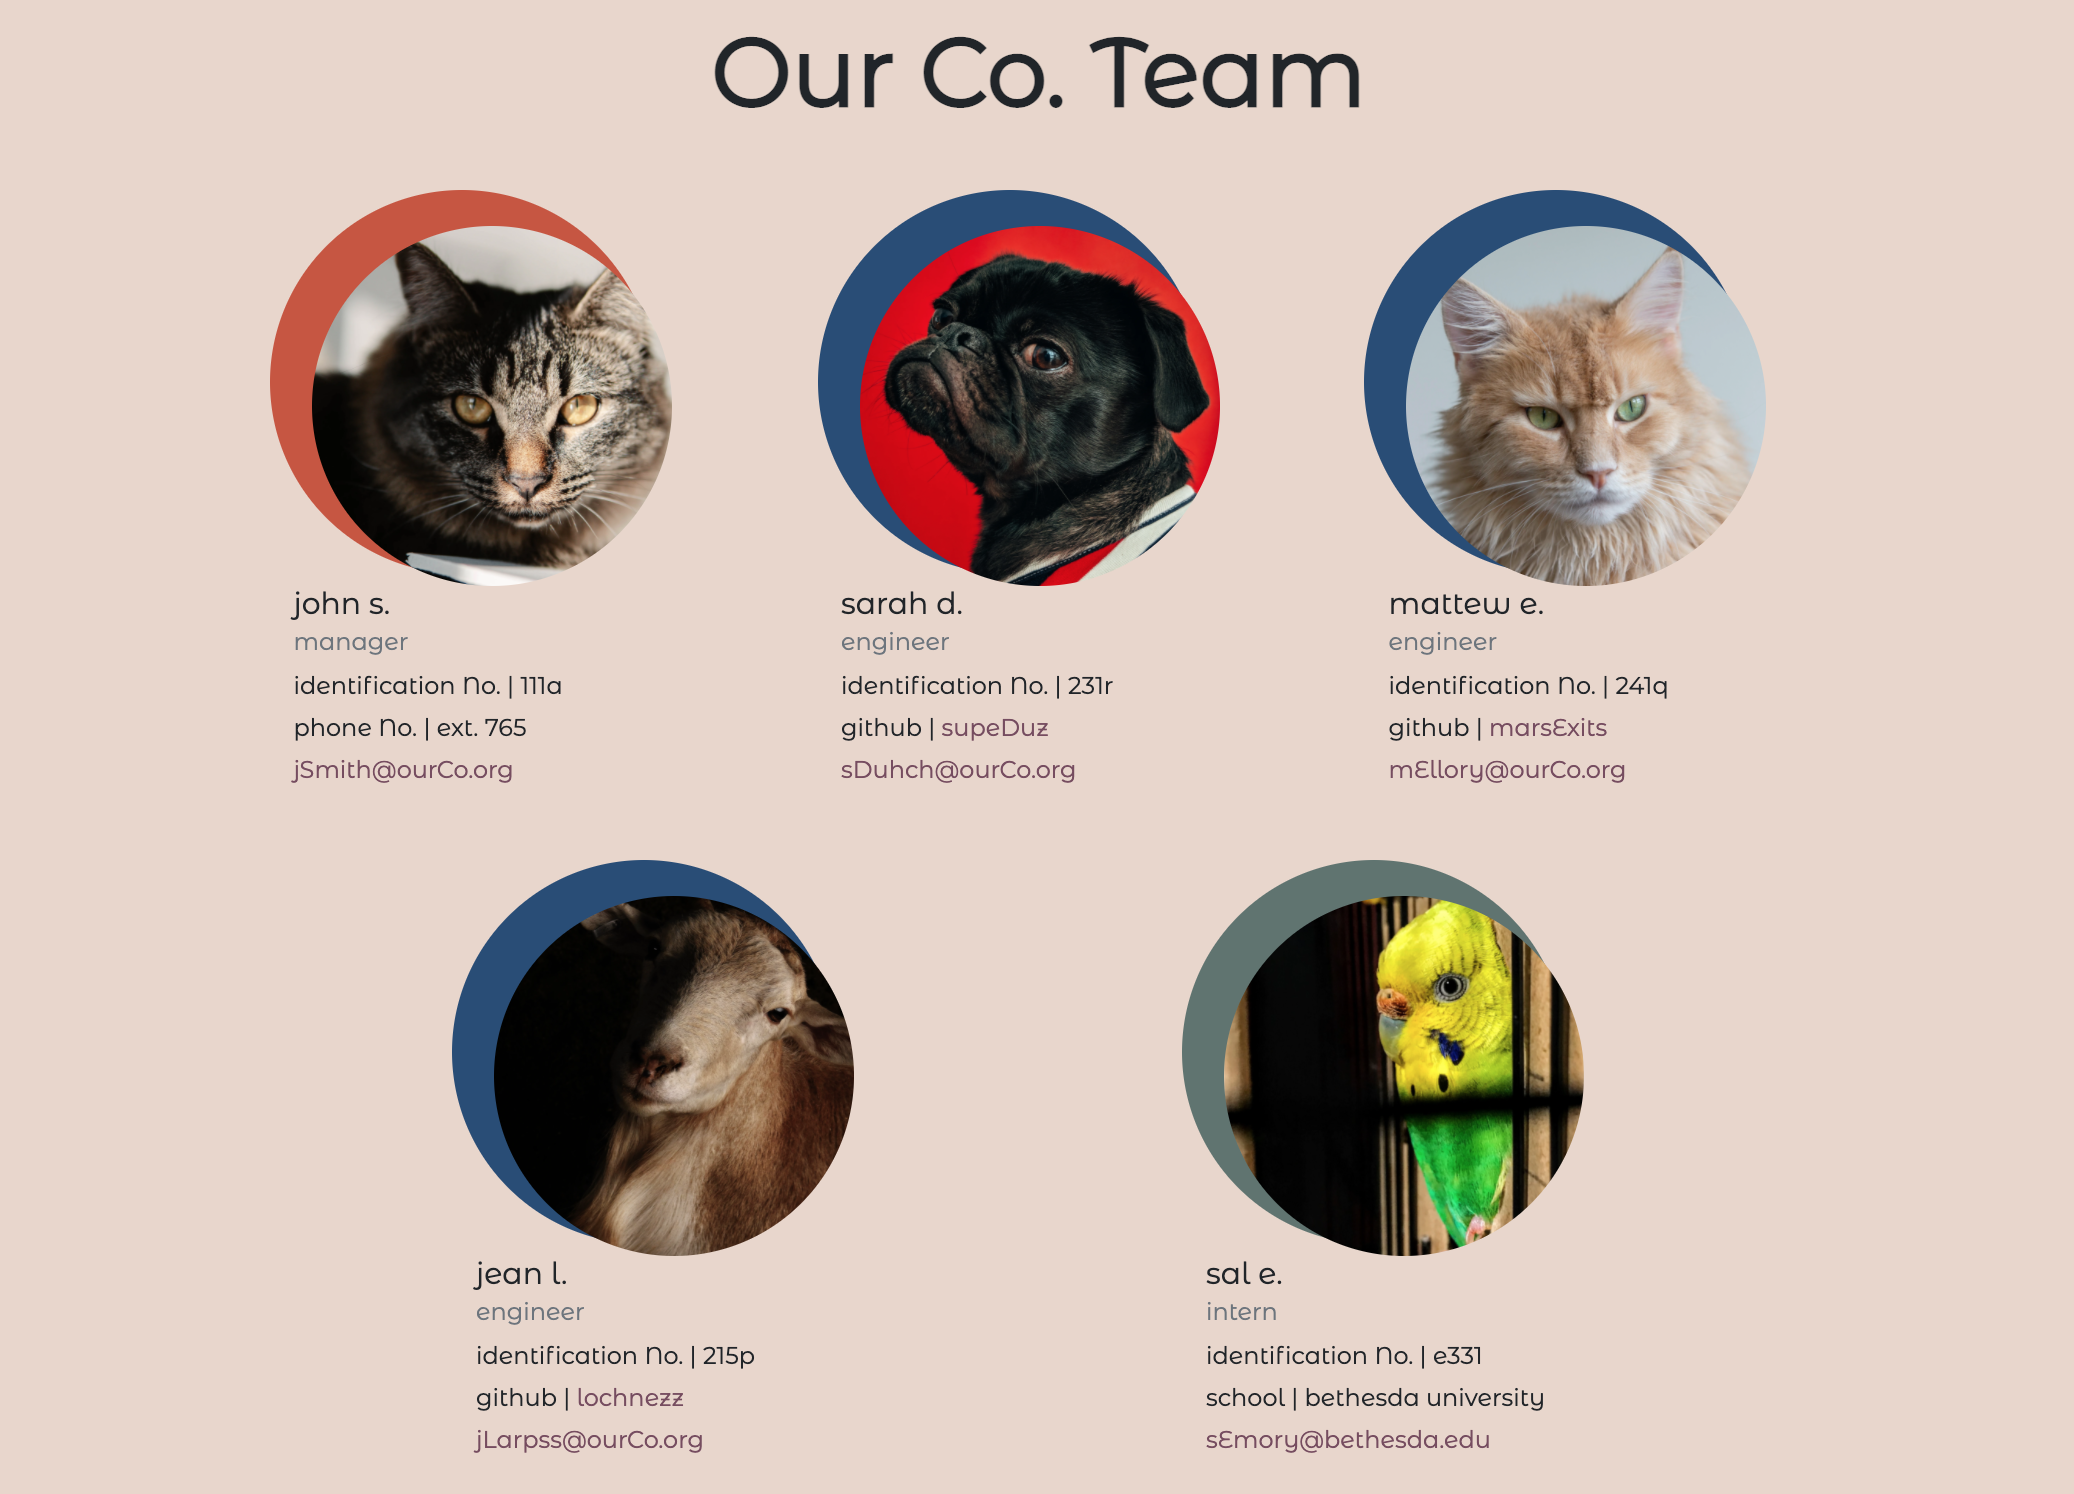 Our Co. Team
john s.
manager
identification No. | 111a
phone No. | ext. 765
jSmith@ourCo.org
sarah d.
engineer
identification No. | 231r
github | supeDuz
sDuhch@ourCo.org
mattew e.
engineer
identification No. | 241q
github | marsExits
mEllory@ourCo.org
jean l.
engineer
identification No. | 215p
github | lochnezz
jLarpss@ourCo.org
sal e.
intern
identification No. | e331
school | bethesda university
sEmory@bethesda.edu